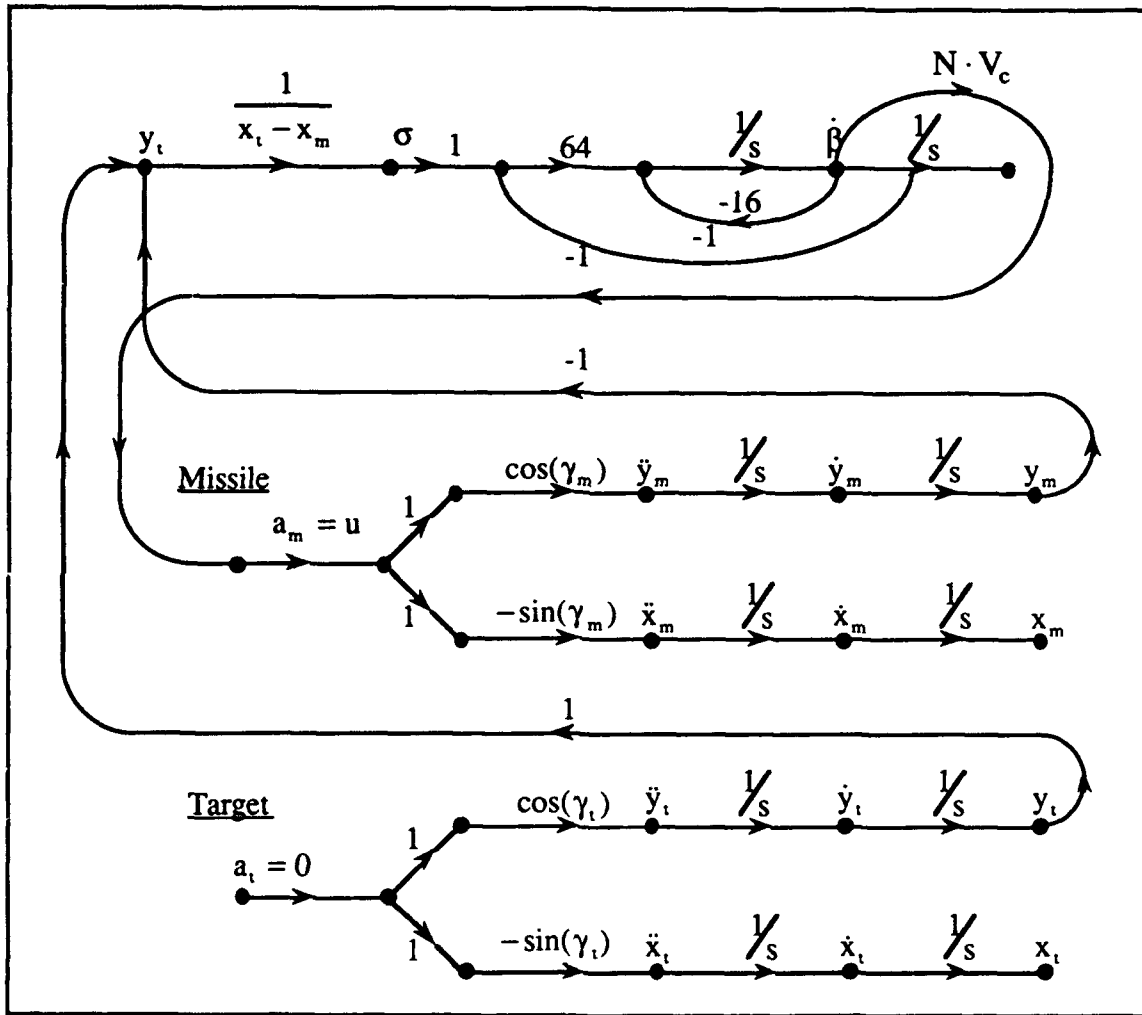 N · V_c
1
x_t − x_m
y_t
σ
1
64
1/s
β̇
1/s
-16
-1
-1
-1
Missile
a_m = u
1
cos(γ_m)
ÿ_m
1/s
ẏ_m
1/s
y_m
1
−sin(γ_m)
ẍ_m
1/s
ẋ_m
1/s
x_m
1
Target
a_t = 0
1
cos(γ_t)
ÿ_t
1/s
ẏ_t
1/s
y_t
1
−sin(γ_t)
ẍ_t
1/s
ẋ_t
1/s
x_t